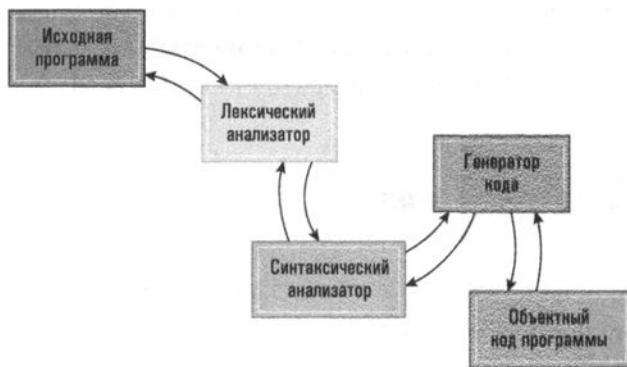 Исходная
программа
Лексический
анализатор
Генератор
кода
Синтаксический
анализатор
Объектный
код программы